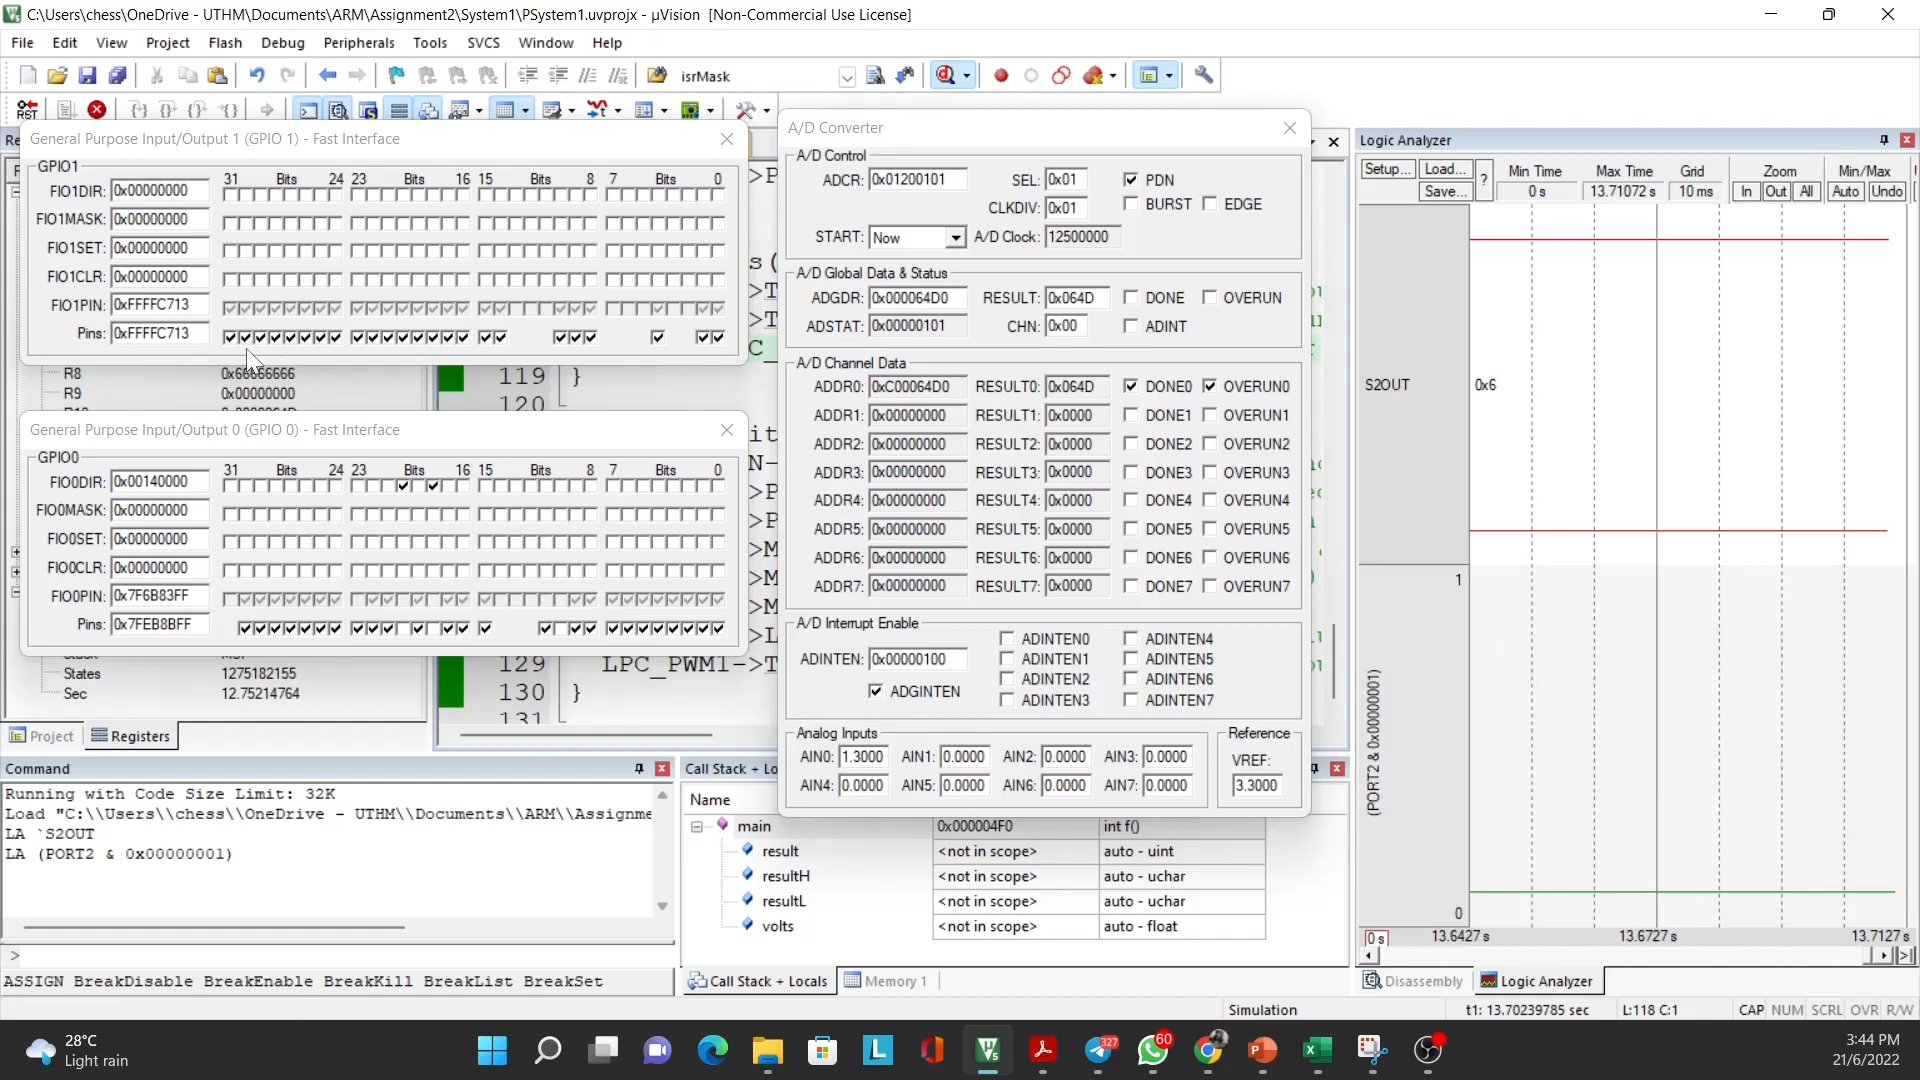 C:\Users\chess\OneDrive - UTHM\Documents\ARM\Assignment2\System1\PSystem1.uvprojx - µVision [Non-Commercial Use License]
File Edit View Project Flash Debug Peripherals Tools SVCS Window Help
isrMask
RST
General Purpose Input/Output 1 (GPIO 1) - Fast Interface
GPIO1
31 Bits 24 23 Bits 16 15 Bits 8 7 Bits 0
FIO1DIR: 0x00000000
FIO1MASK: 0x00000000
FIO1SET: 0x00000000
FIO1CLR: 0x00000000
FIO1PIN: 0xFFFFC713
Pins: 0xFFFFC713
R8 0x66666666
R9 0x00000000
General Purpose Input/Output 0 (GPIO 0) - Fast Interface
GPIO0
31 Bits 24 23 Bits 16 15 Bits 8 7 Bits 0
FIO0DIR: 0x00140000
FIO0MASK: 0x00000000
FIO0SET: 0x00000000
FIO0CLR: 0x00000000
FIO0PIN: 0x7F6B83FF
Pins: 0x7FEB8BFF
States 1275182155
Sec 12.75214764
Project Registers
119 }
120
129 LPC_PWM1->T
130 }
131
A/D Converter
A/D Control
ADCR: 0x01200101 SEL: 0x01 PDN
CLKDIV: 0x01 BURST EDGE
START: Now A/D Clock: 12500000
A/D Global Data & Status
ADGDR: 0x000064D0 RESULT: 0x064D DONE OVERUN
ADSTAT: 0x00000101 CHN: 0x00 ADINT
A/D Channel Data
ADDR0: 0xC00064D0 RESULT0: 0x064D DONE0 OVERUN0
ADDR1: 0x00000000 RESULT1: 0x0000 DONE1 OVERUN1
ADDR2: 0x00000000 RESULT2: 0x0000 DONE2 OVERUN2
ADDR3: 0x00000000 RESULT3: 0x0000 DONE3 OVERUN3
ADDR4: 0x00000000 RESULT4: 0x0000 DONE4 OVERUN4
ADDR5: 0x00000000 RESULT5: 0x0000 DONE5 OVERUN5
ADDR6: 0x00000000 RESULT6: 0x0000 DONE6 OVERUN6
ADDR7: 0x00000000 RESULT7: 0x0000 DONE7 OVERUN7
A/D Interrupt Enable
ADINTEN: 0x00000100
ADGINTEN
ADINTEN0 ADINTEN4
ADINTEN1 ADINTEN5
ADINTEN2 ADINTEN6
ADINTEN3 ADINTEN7
Analog Inputs
AIN0: 1.3000 AIN1: 0.0000 AIN2: 0.0000 AIN3: 0.0000
AIN4: 0.0000 AIN5: 0.0000 AIN6: 0.0000 AIN7: 0.0000
Reference
VREF:
3.3000
Logic Analyzer
Setup... Load... Save... ?
Min Time Max Time Grid Zoom Min/Max
0 s 13.71072 s 10 ms In Out All Auto Undo
S2OUT 0x6
1
(PORT2 & 0x00000001)
0
0 s 13.6427 s 13.6727 s 13.7127 s
Disassembly Logic Analyzer
Command
Running with Code Size Limit: 32K
Load "C:\\Users\\chess\\OneDrive - UTHM\\Documents\\ARM\\Assignme
LA `S2OUT
LA (PORT2 & 0x00000001)
>
ASSIGN BreakDisable BreakEnable BreakKill BreakList BreakSet
Call Stack + Lo
Name
main 0x000004F0 int f()
result <not in scope> auto - uint
resultH <not in scope> auto - uchar
resultL <not in scope> auto - uchar
volts <not in scope> auto - float
Call Stack + Locals Memory 1
Simulation t1: 13.70239785 sec L:118 C:1 CAP NUM SCRL OVR R/W
28°C
Light rain
327
60
3:44 PM
21/6/2022